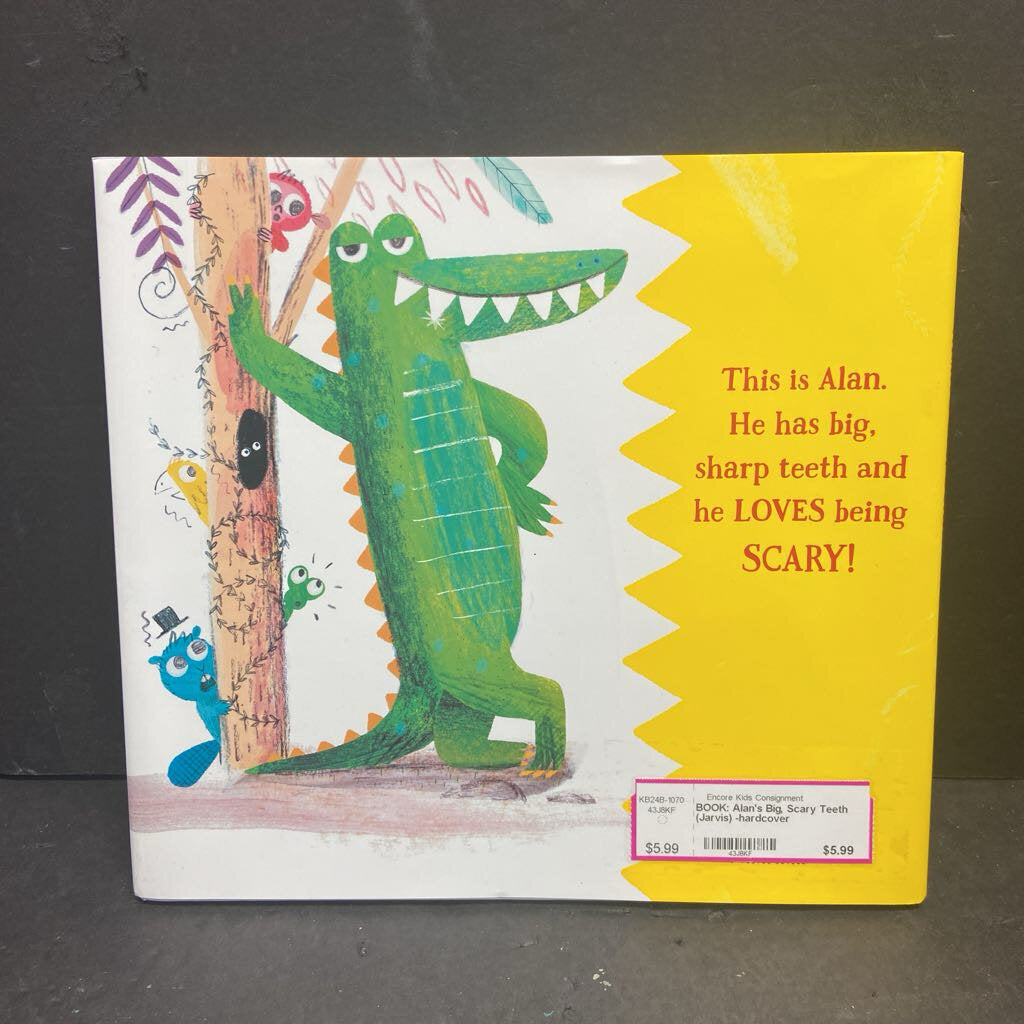 This is Alan.
He has big,
sharp teeth and
he LOVES being
SCARY!
KB24B-1070
43J8KF
$5.99
Encore Kids Consignment
BOOK: Alan's Big, Scary Teeth
(Jarvis) -hardcover
43J8KF
$5.99